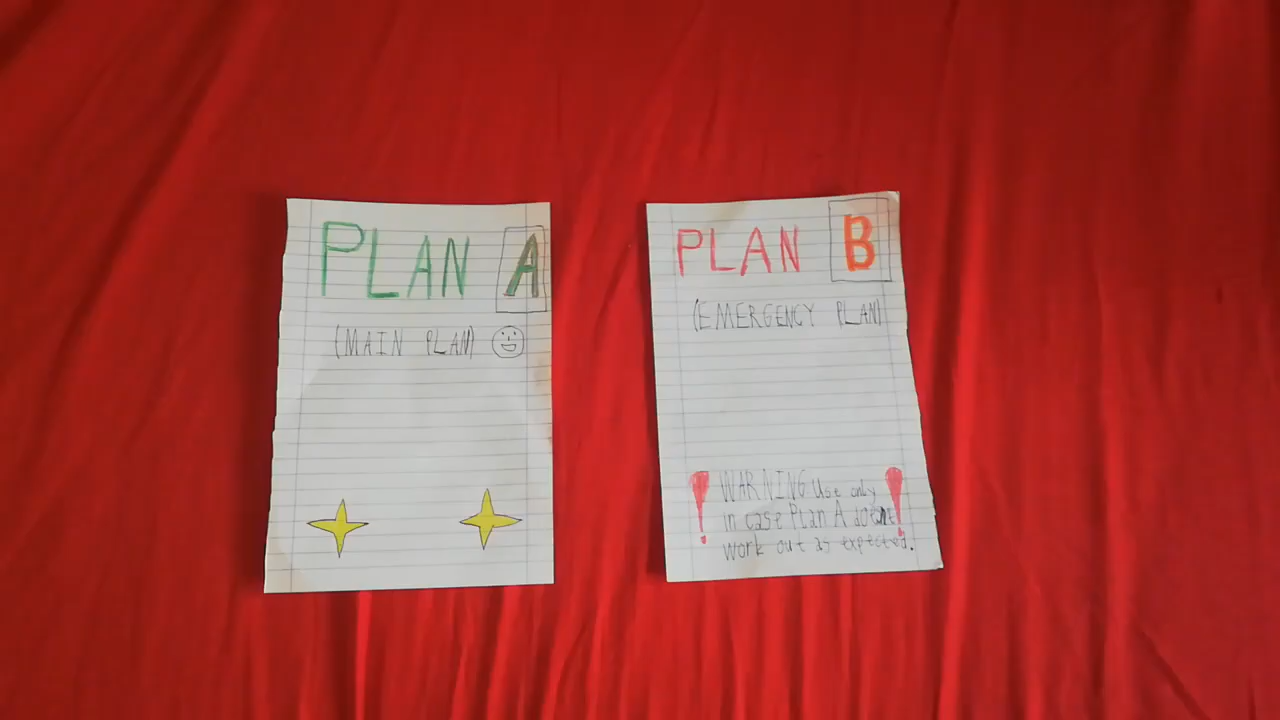 PLAN A
(MAIN PLAN)
PLAN B
(EMERGENCY PLAN)
WARNING Use only
in case Plan A
work out as expected.